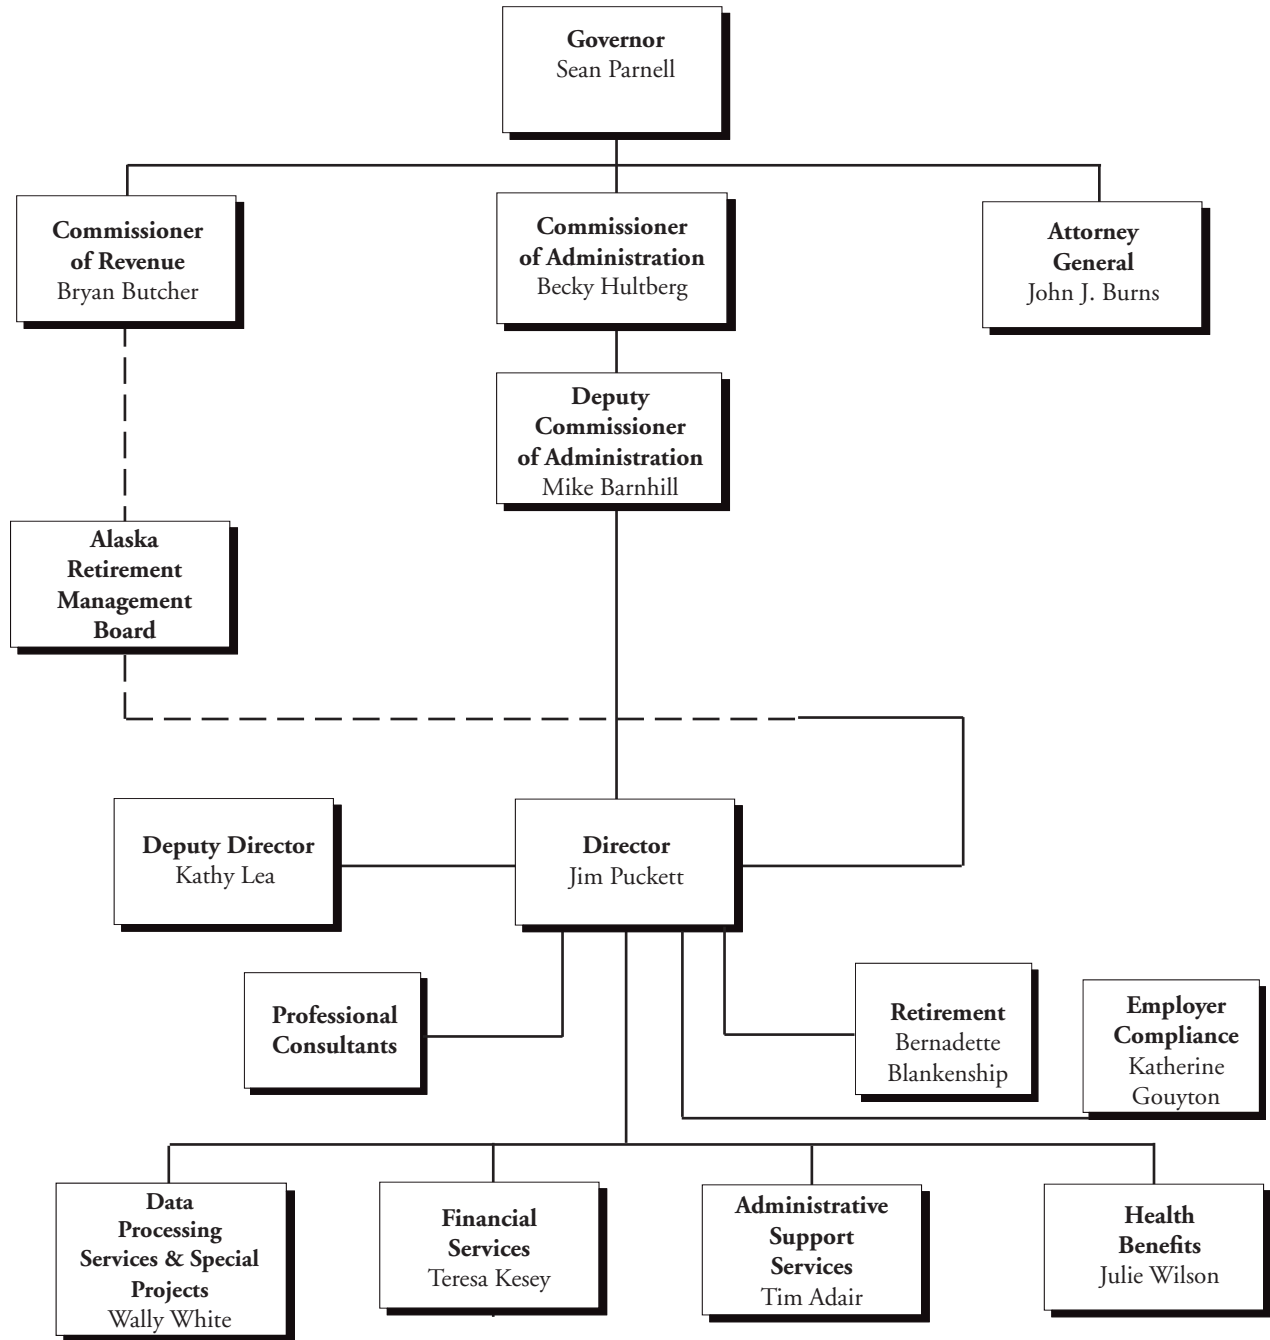 Governor
Sean Parnell
Commissioner
of Revenue
Bryan Butcher
Commissioner
of Administration
Becky Hultberg
Attorney
General
John J. Burns
Deputy
Commissioner
of Administration
Mike Barnhill
Alaska
Retirement
Management
Board
Deputy Director
Kathy Lea
Director
Jim Puckett
Professional
Consultants
Retirement
Bernadette
Blankenship
Employer
Compliance
Katherine
Gouyton
Data
Processing
Services & Special
Projects
Wally White
Financial
Services
Teresa Kesey
Administrative
Support
Services
Tim Adair
Health
Benefits
Julie Wilson